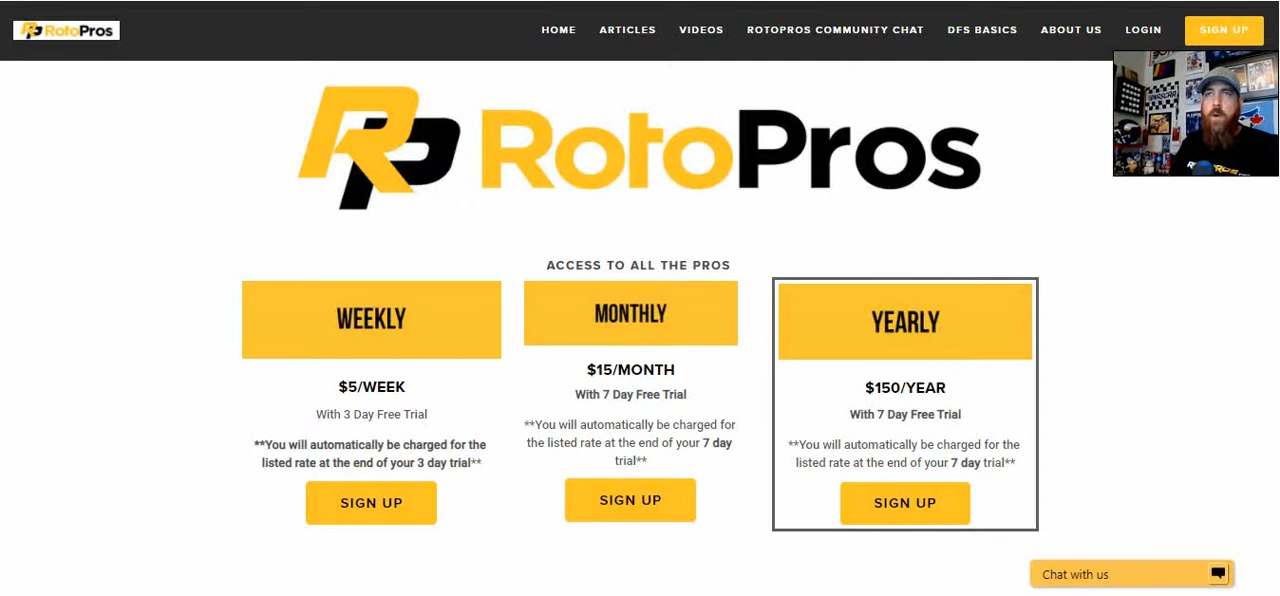 RP RotoPros
HOME ARTICLES VIDEOS ROTOPROS COMMUNITY CHAT DFS BASICS ABOUT US LOGIN SIGN UP
NASCAR
RP RotoPros
ACCESS TO ALL THE PROS
WEEKLY
$5/WEEK
With 3 Day Free Trial
**You will automatically be charged for the
listed rate at the end of your 3 day trial**
SIGN UP
MONTHLY
$15/MONTH
With 7 Day Free Trial
**You will automatically be charged for
the listed rate at the end of your 7 day
trial**
SIGN UP
YEARLY
$150/YEAR
With 7 Day Free Trial
**You will automatically be charged for the
listed rate at the end of your 7 day trial**
SIGN UP
Chat with us